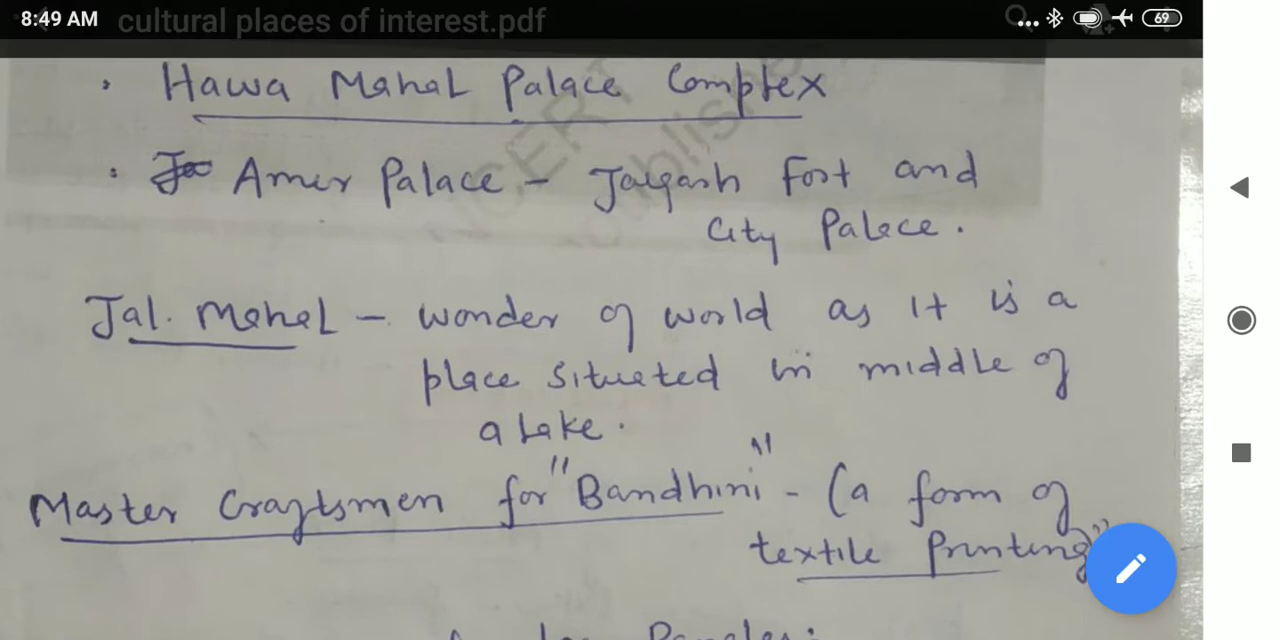 8:49 AM
cultural places of interest.pdf
69
• Hawa Mahal Palace Complex
• Amer Palace - Jaigarh Fort and
City Palace.
Jal. Mahal - wonder of world as it is a
place situated in middle of
a lake.
Master Craftsmen for "Bandhini" - (a form of
textile Printing"
NCERT